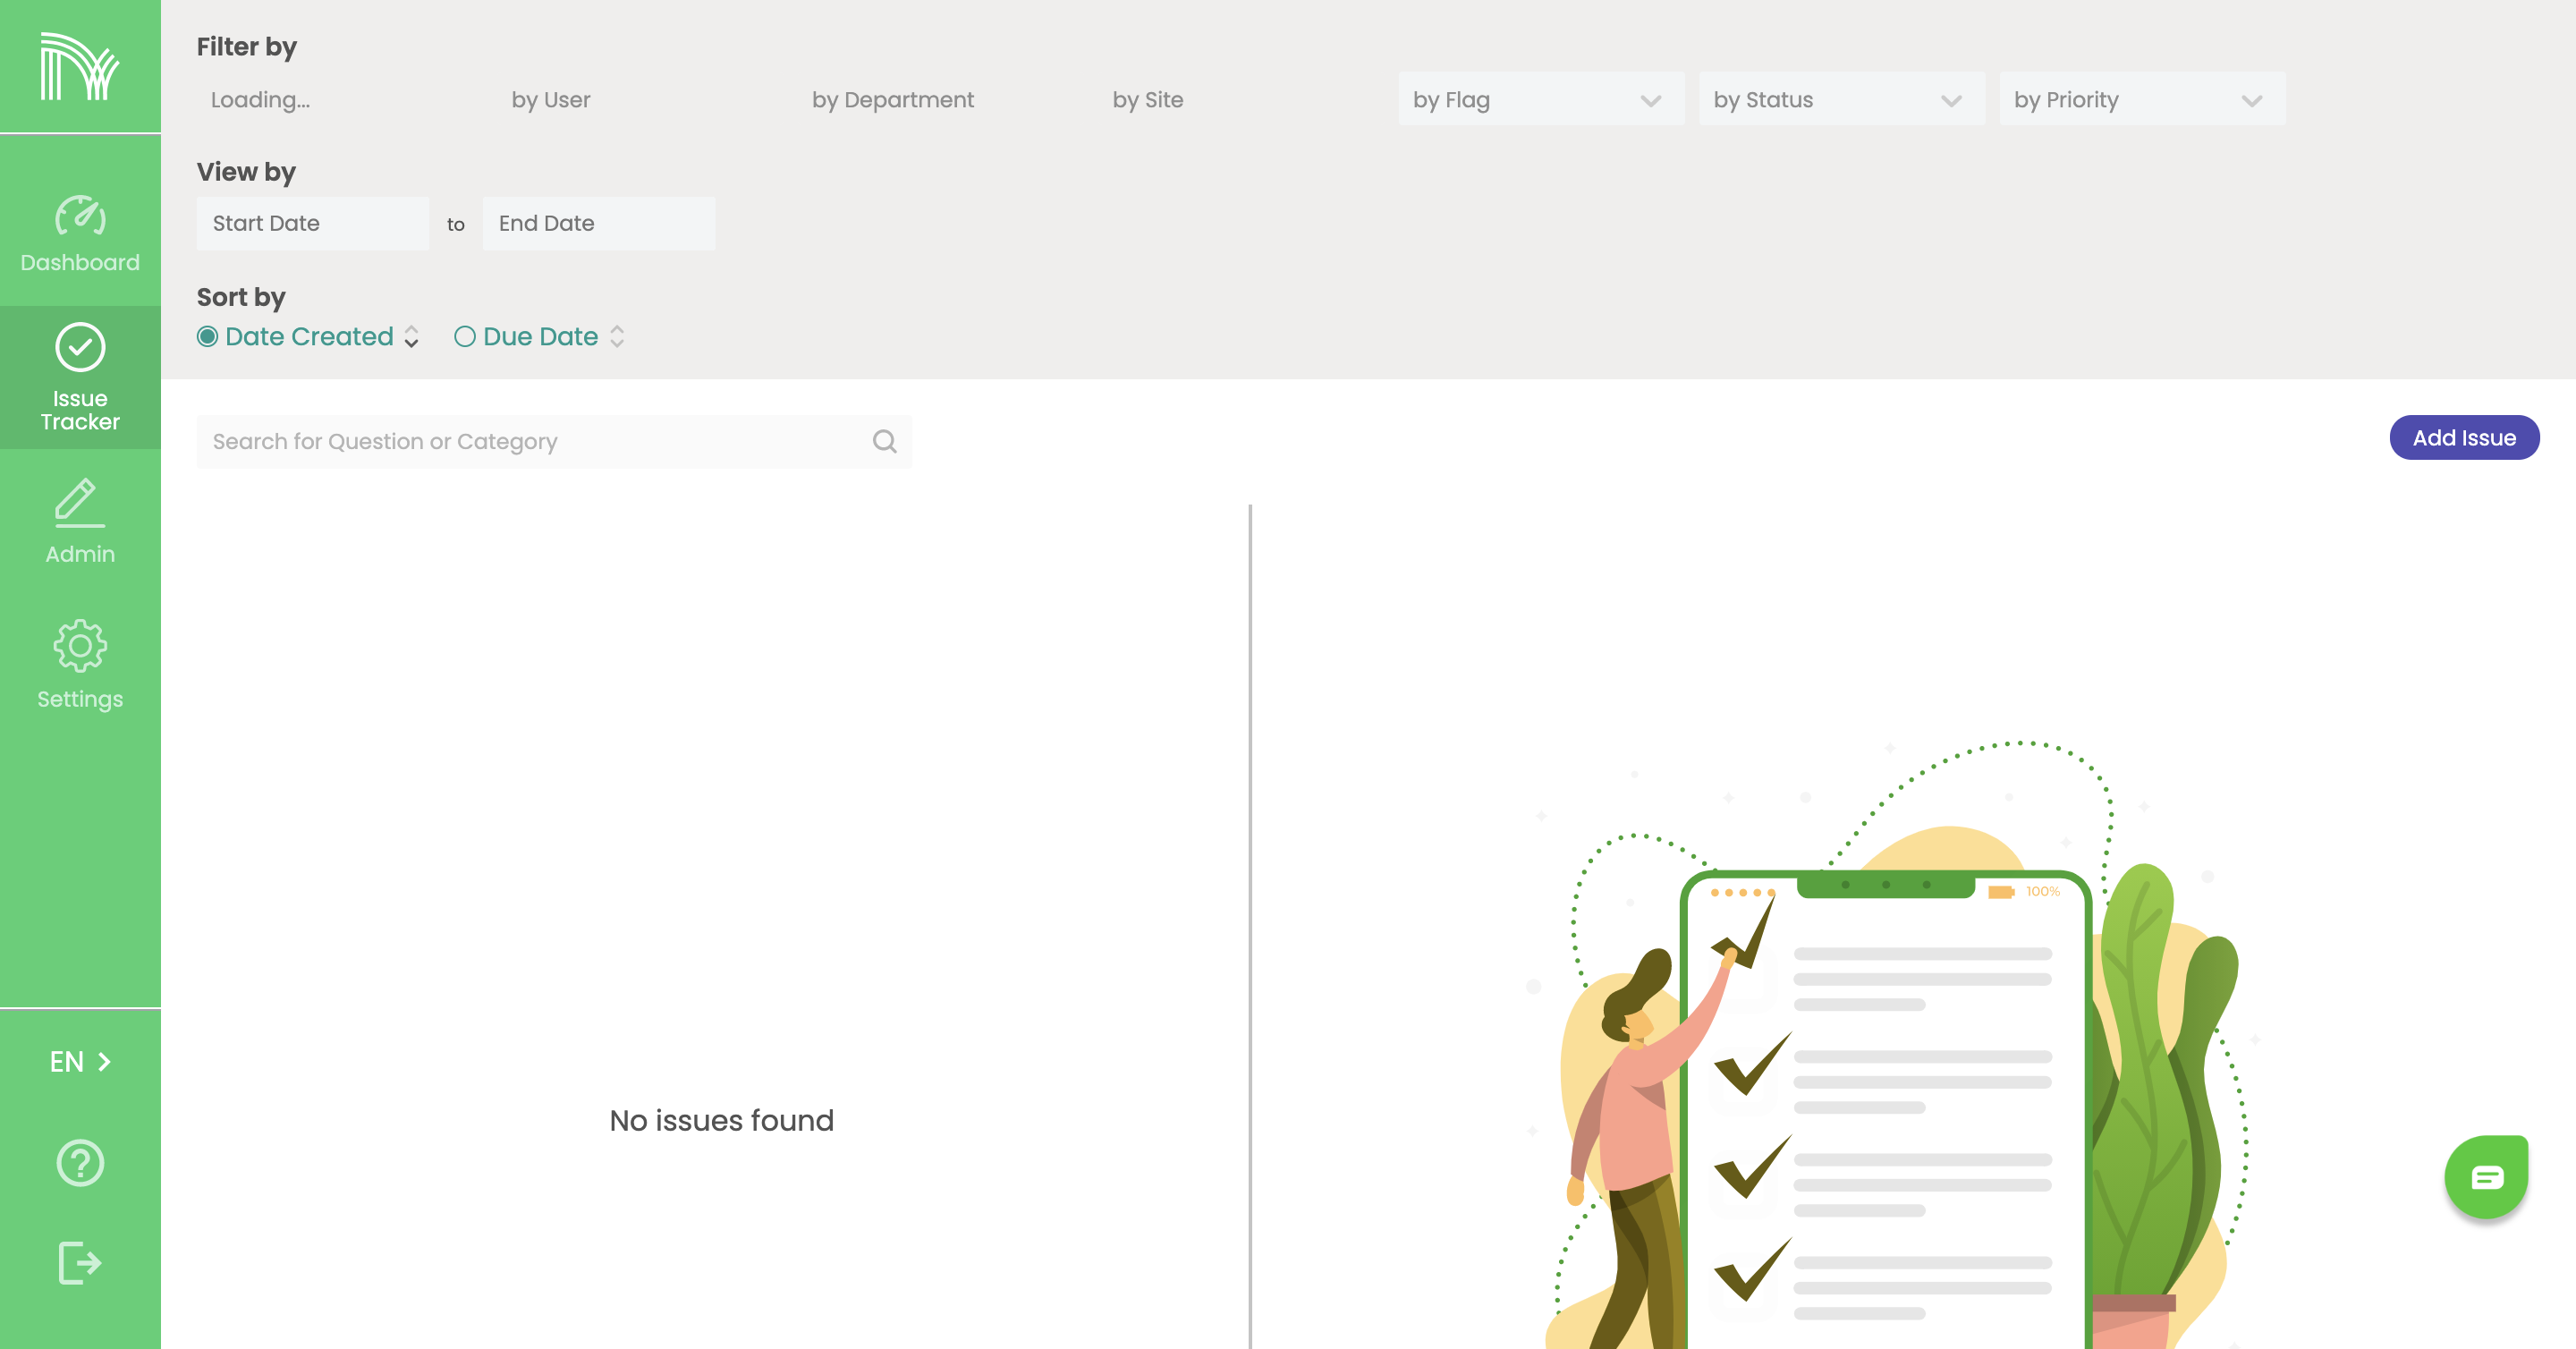 Filter by
Loading...
by User
by Department
by Site
by Flag
by Status
by Priority
View by
Start Date
to
End Date
Sort by
Date Created
Due Date
Dashboard
Issue
Tracker
Admin
Settings
EN
Search for Question or Category
Add Issue
No issues found
100%